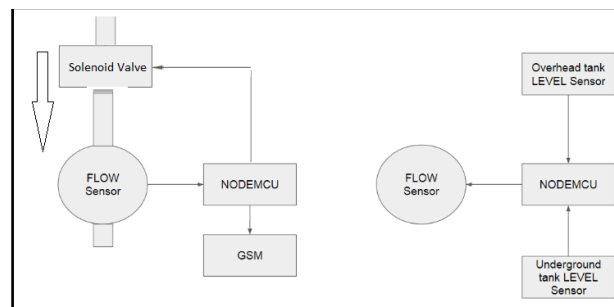 Solenoid Valve
FLOW
Sensor
NODEMCU
GSM
Overhead tank
LEVEL Sensor
FLOW
Sensor
NODEMCU
Underground
tank LEVEL
Sensor